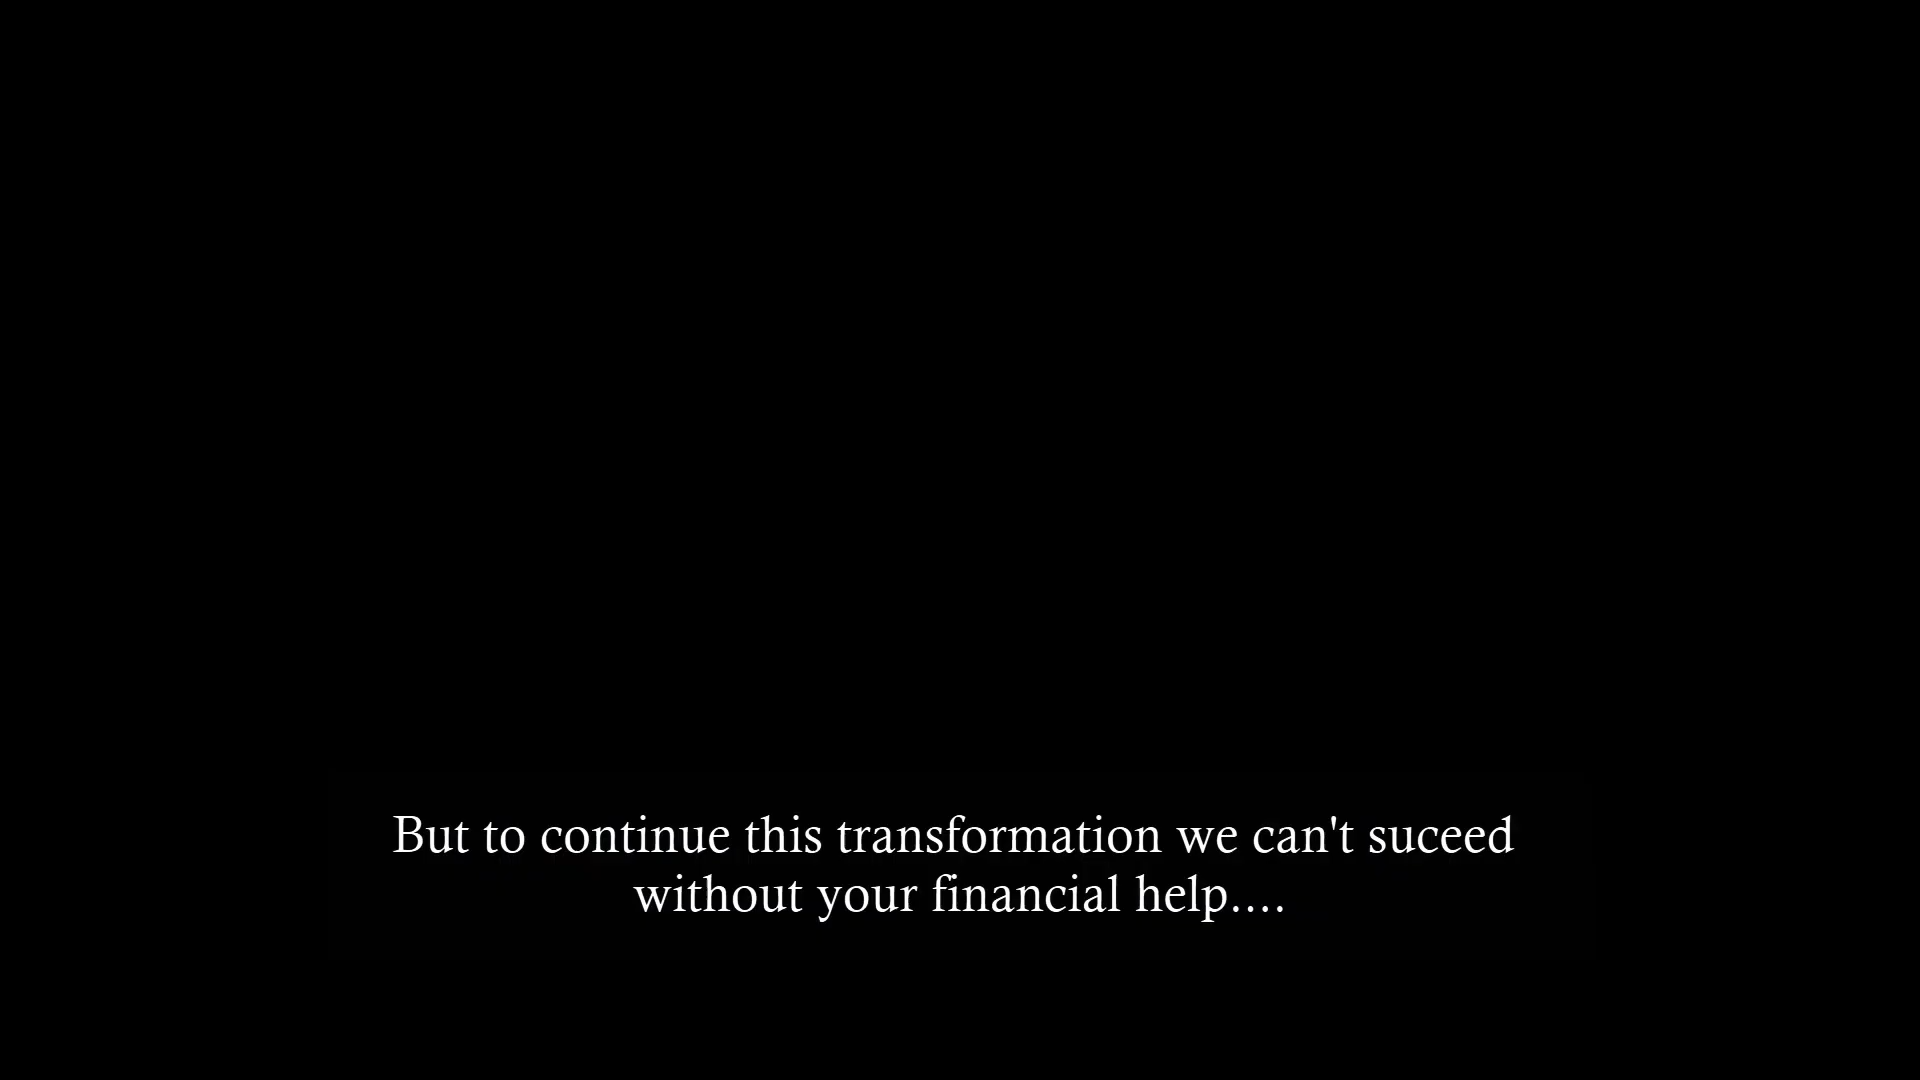 But to continue this transformation we can't suceed
without your financial help....